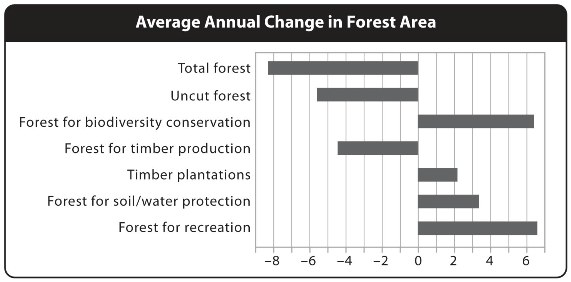 Average Annual Change in Forest Area
Total forest
Uncut forest
Forest for biodiversity conservation
Forest for timber production
Timber plantations
Forest for soil/water protection
Forest for recreation
−8 −6 −4 −2 0 2 4 6